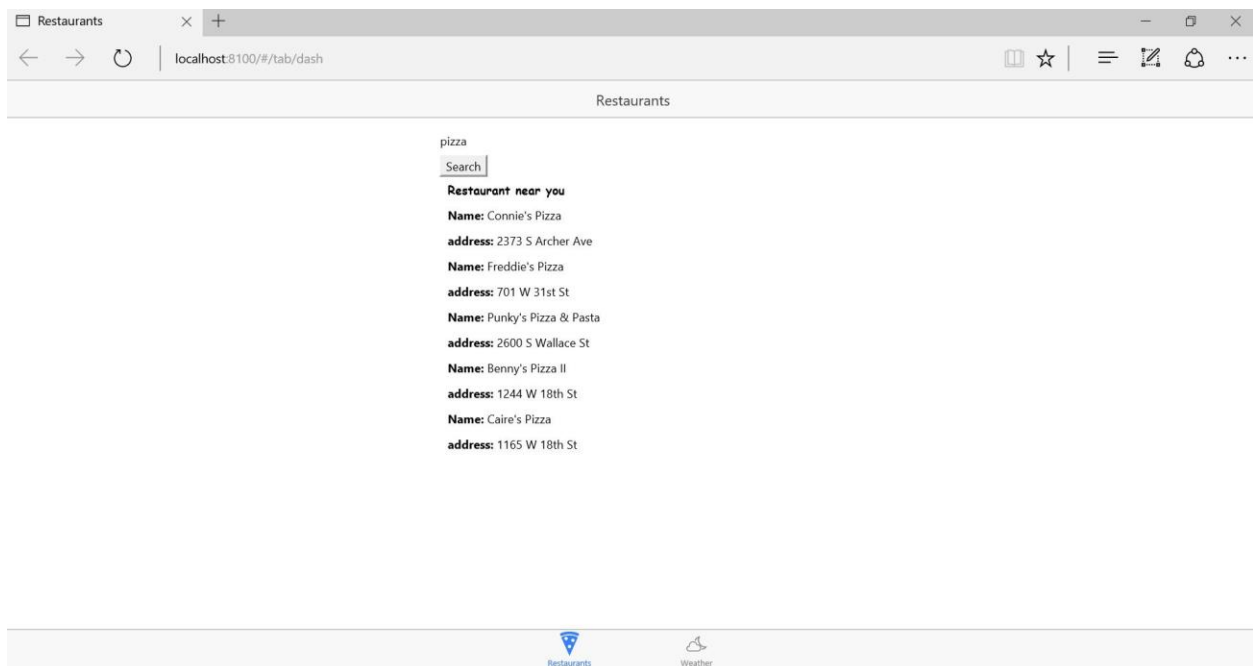 Restaurants
localhost:8100/#/tab/dash
Restaurants
pizza
Search
Restaurant near you
Name: Connie's Pizza
address: 2373 S Archer Ave
Name: Freddie's Pizza
address: 701 W 31st St
Name: Punky's Pizza & Pasta
address: 2600 S Wallace St
Name: Benny's Pizza II
address: 1244 W 18th St
Name: Caire's Pizza
address: 1165 W 18th St
Restaurants Weather